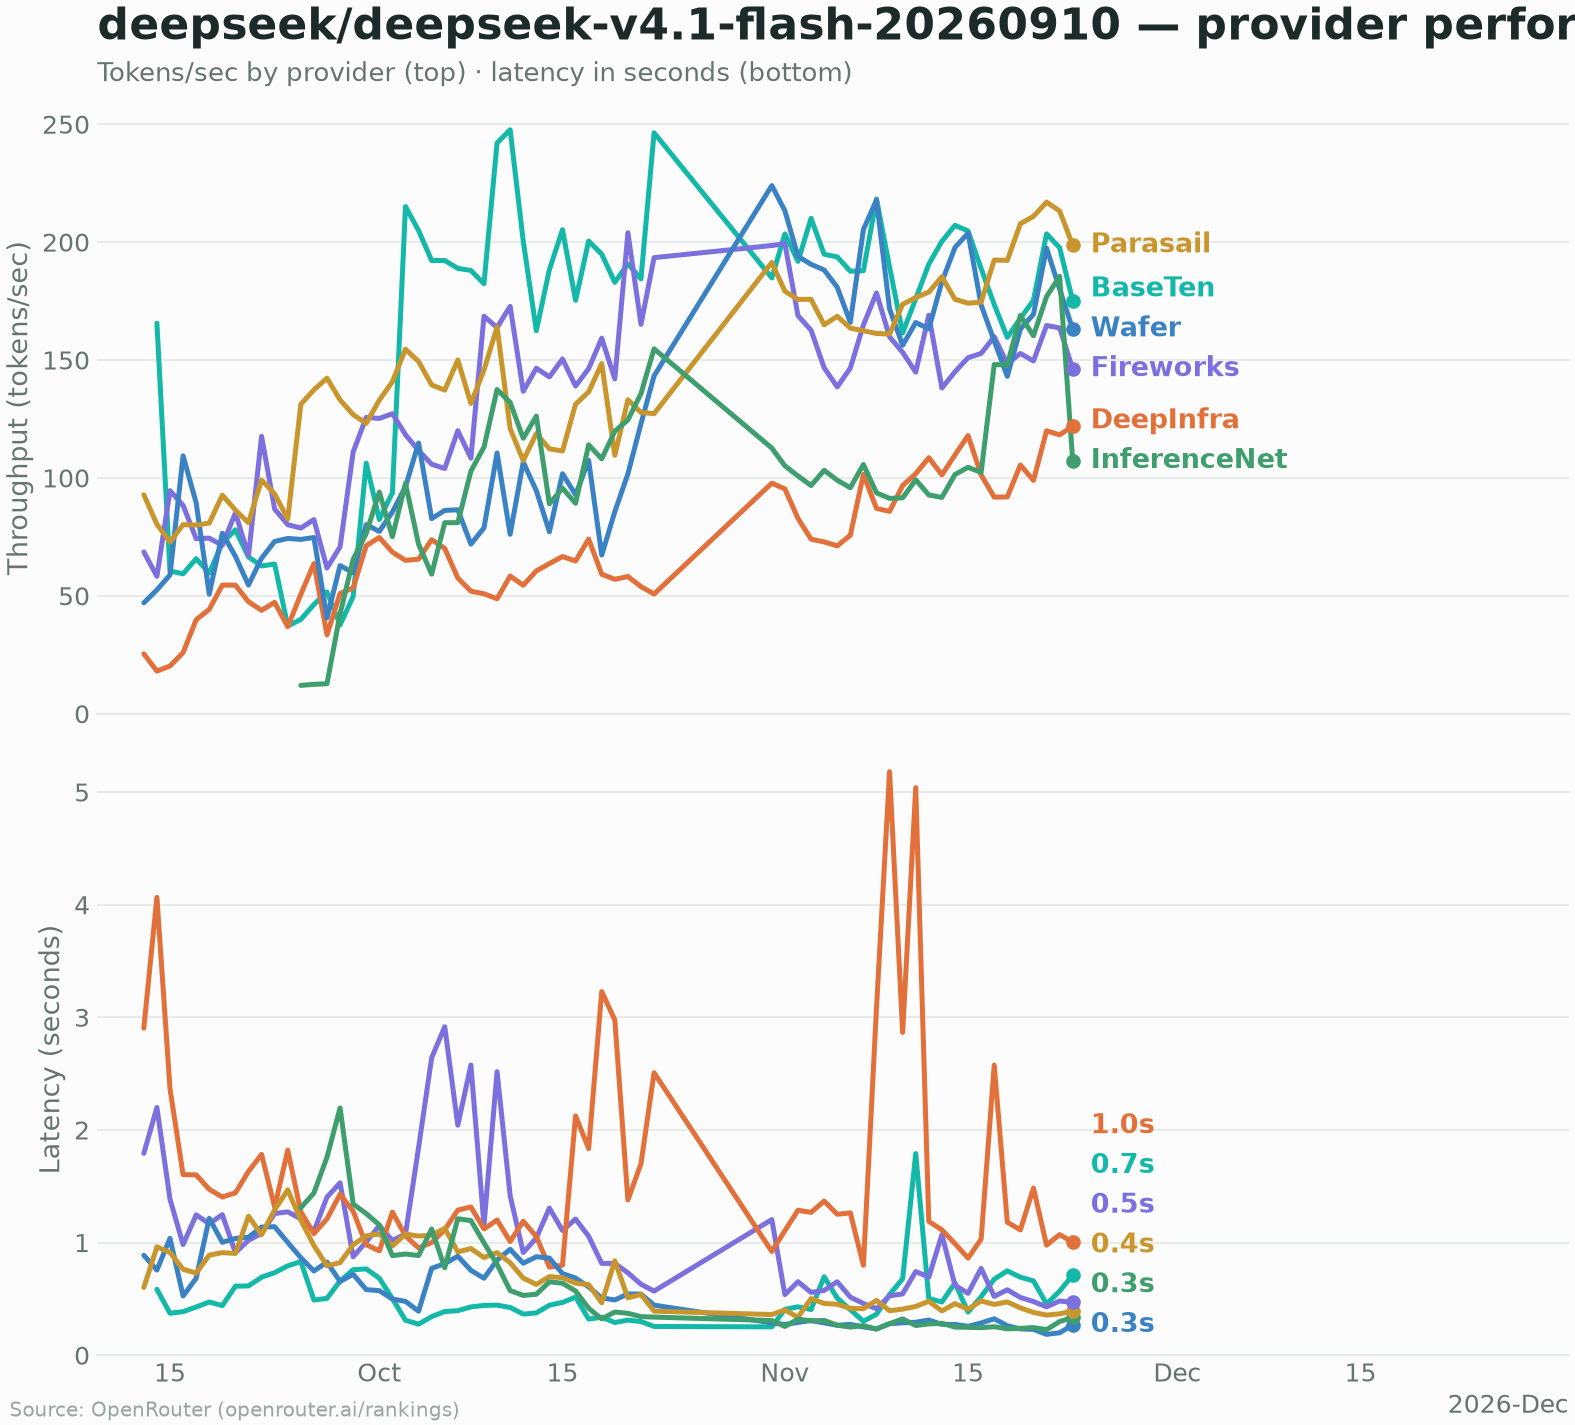 deepseek/deepseek-v4.1-flash-20260910 — provider perfor
Tokens/sec by provider (top) · latency in seconds (bottom)
Throughput (tokens/sec)
250
200
150
100
50
0
Parasail
BaseTen
Wafer
Fireworks
DeepInfra
InferenceNet
Latency (seconds)
5
4
3
2
1
0
1.0s
0.7s
0.5s
0.4s
0.3s
0.3s
15
Oct
15
Nov
15
Dec
15
2026-Dec
Source: OpenRouter (openrouter.ai/rankings)